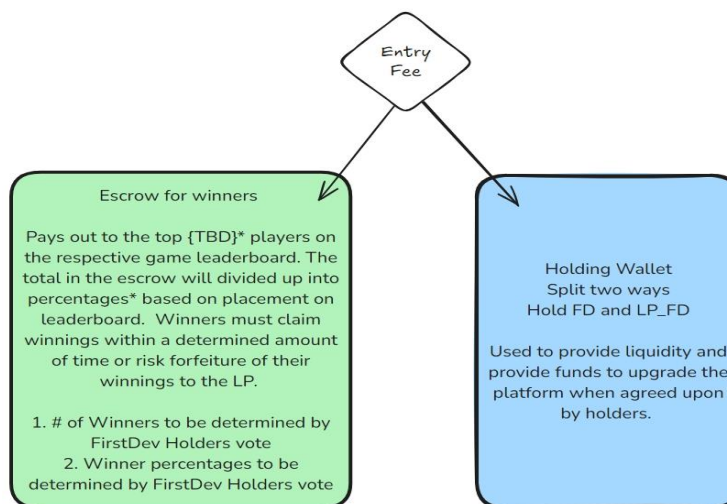 Entry
Fee
Escrow for winners
Pays out to the top {TBD}* players on
the respective game leaderboard. The
total in the escrow will divided up into
percentages* based on placement on
leaderboard. Winners must claim
winnings within a determined amount
of time or risk forfeiture of their
winnings to the LP.
1. # of Winners to be determined by
FirstDev Holders vote
2. Winner percentages to be
determined by FirstDev Holders vote
Holding Wallet
Split two ways
Hold FD and LP_FD
Used to provide liquidity and
provide funds to upgrade the
platform when agreed upon
by holders.